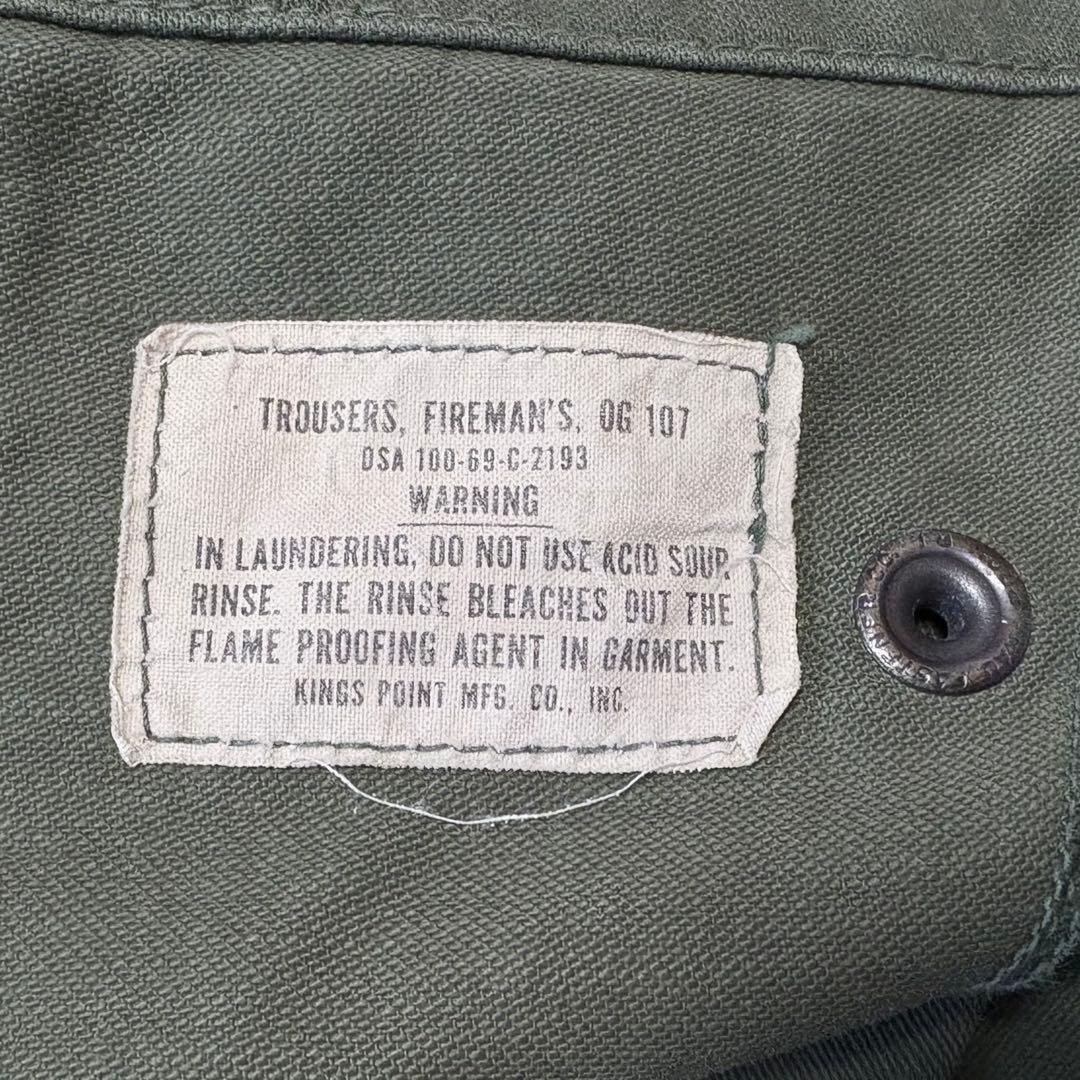 TROUSERS, FIREMAN'S, OG 107
DSA 100-69-C-2193
WARNING
IN LAUNDERING, DO NOT USE ACID SOUR
RINSE. THE RINSE BLEACHES OUT THE
FLAME PROOFING AGENT IN GARMENT.
KINGS POINT MFG. CO., INC.